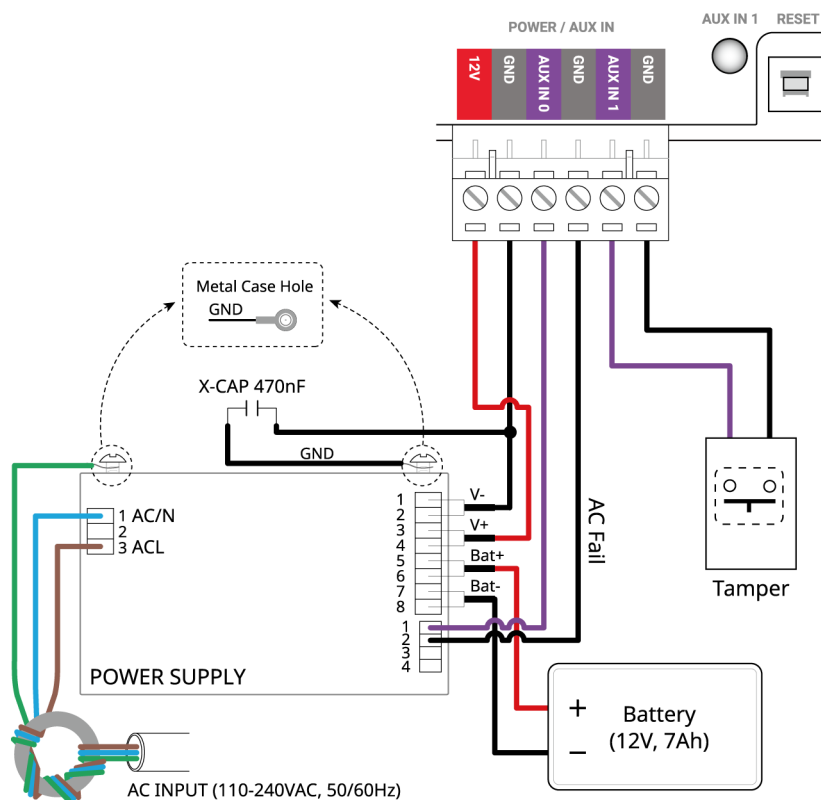 POWER / AUX IN
AUX IN 1
RESET
12V
GND
AUX IN 0
GND
AUX IN 1
GND
Metal Case Hole
GND
X-CAP 470nF
GND
1 AC/N
2
3 ACL
1
2
3
4
5
6
7
8
V-
V+
Bat+
Bat-
1
2
3
4
AC Fail
Tamper
POWER SUPPLY
+
−
Battery
(12V, 7Ah)
AC INPUT (110-240VAC, 50/60Hz)